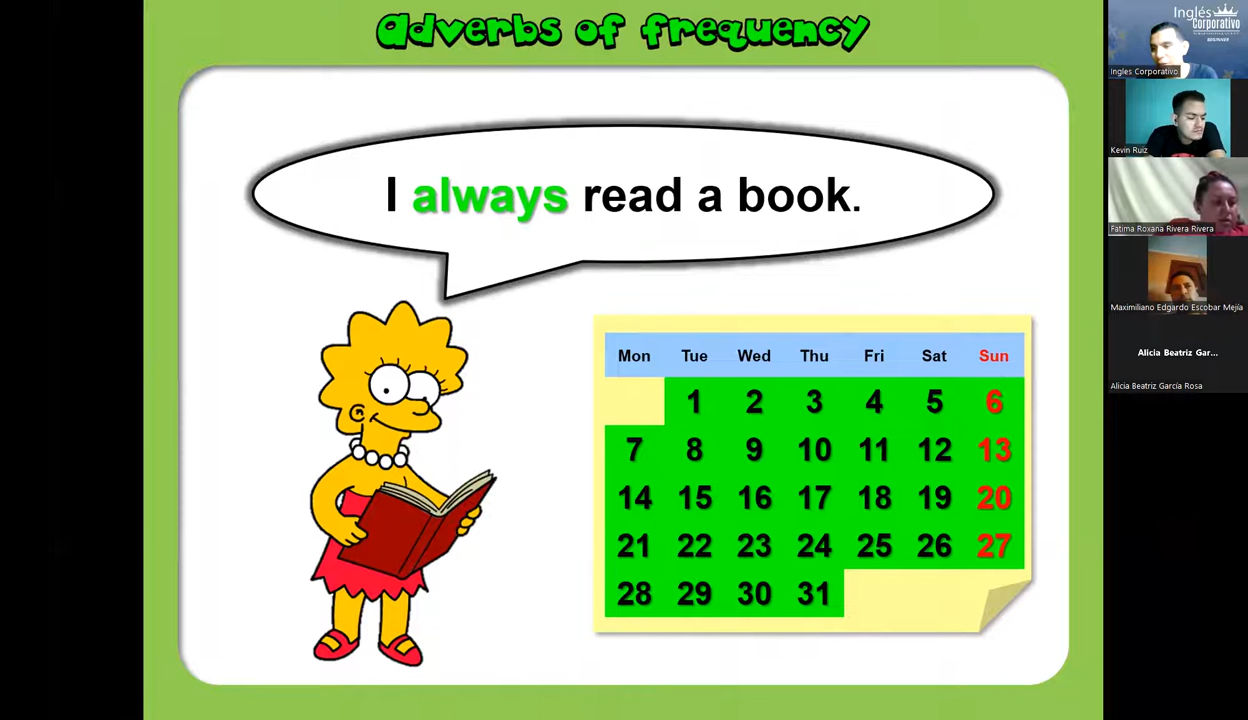 adverbs of frequency
I always read a book.
Mon Tue Wed Thu Fri Sat Sun
1 2 3 4 5 6
7 8 9 10 11 12 13
14 15 16 17 18 19 20
21 22 23 24 25 26 27
28 29 30 31
Inglés
Corporativo
BEGINNER
Ingles Corporativo
Kevin Ruiz
Fatima Roxana Rivera Rivera
Maximiliano Edgardo Escobar Mejía
Alicia Beatriz Gar...
Alicia Beatriz García Rosa